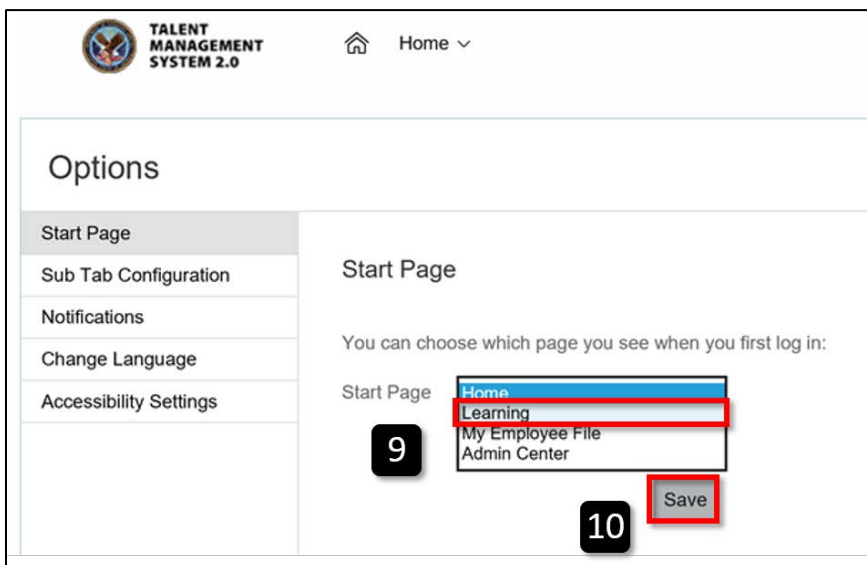 TALENT
MANAGEMENT
SYSTEM 2.0
Home
Options
Start Page
Sub Tab Configuration
Notifications
Change Language
Accessibility Settings
Start Page
You can choose which page you see when you first log in:
Start Page
Home
Learning
My Employee File
Admin Center
9
Save
10